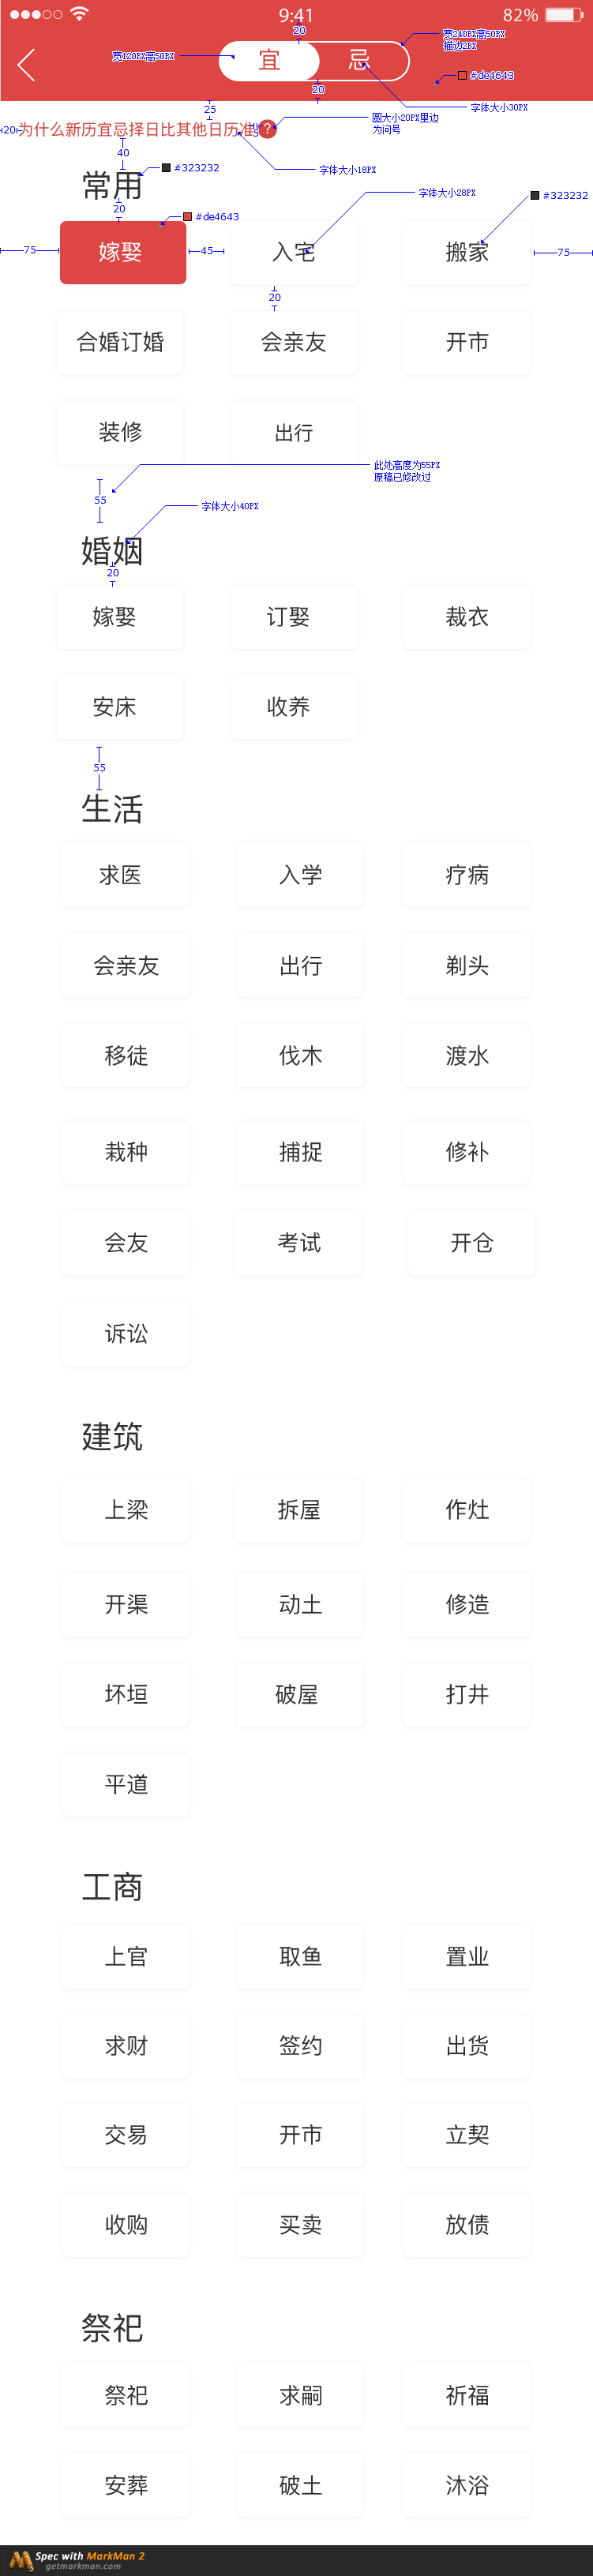 9:41
82%
宽120PX高50PX
宜
忌
20
宽240PX高50PX
描边2PX
#de4643
20
字体大小30PX
25
圆大小20PX里边
为问号
20
为什么新历宜忌择日比其他日历准
5
?
40
字体大小18PX
#323232
常用
字体大小28PX
#323232
20
#de4643
75
嫁娶
45
入宅
搬家
75
20
合婚订婚
会亲友
开市
装修
出行
此处高度为55PX
原稿已修改过
55
字体大小40PX
婚姻
20
嫁娶
订娶
裁衣
安床
收养
55
生活
求医
入学
疗病
会亲友
出行
剃头
移徒
伐木
渡水
栽种
捕捉
修补
会友
考试
开仓
诉讼
建筑
上梁
拆屋
作灶
开渠
动土
修造
坏垣
破屋
打井
平道
工商
上官
取鱼
置业
求财
签约
出货
交易
开市
立契
收购
买卖
放债
祭祀
祭祀
求嗣
祈福
安葬
破土
沐浴
Spec with MarkMan 2
getmarkman.com